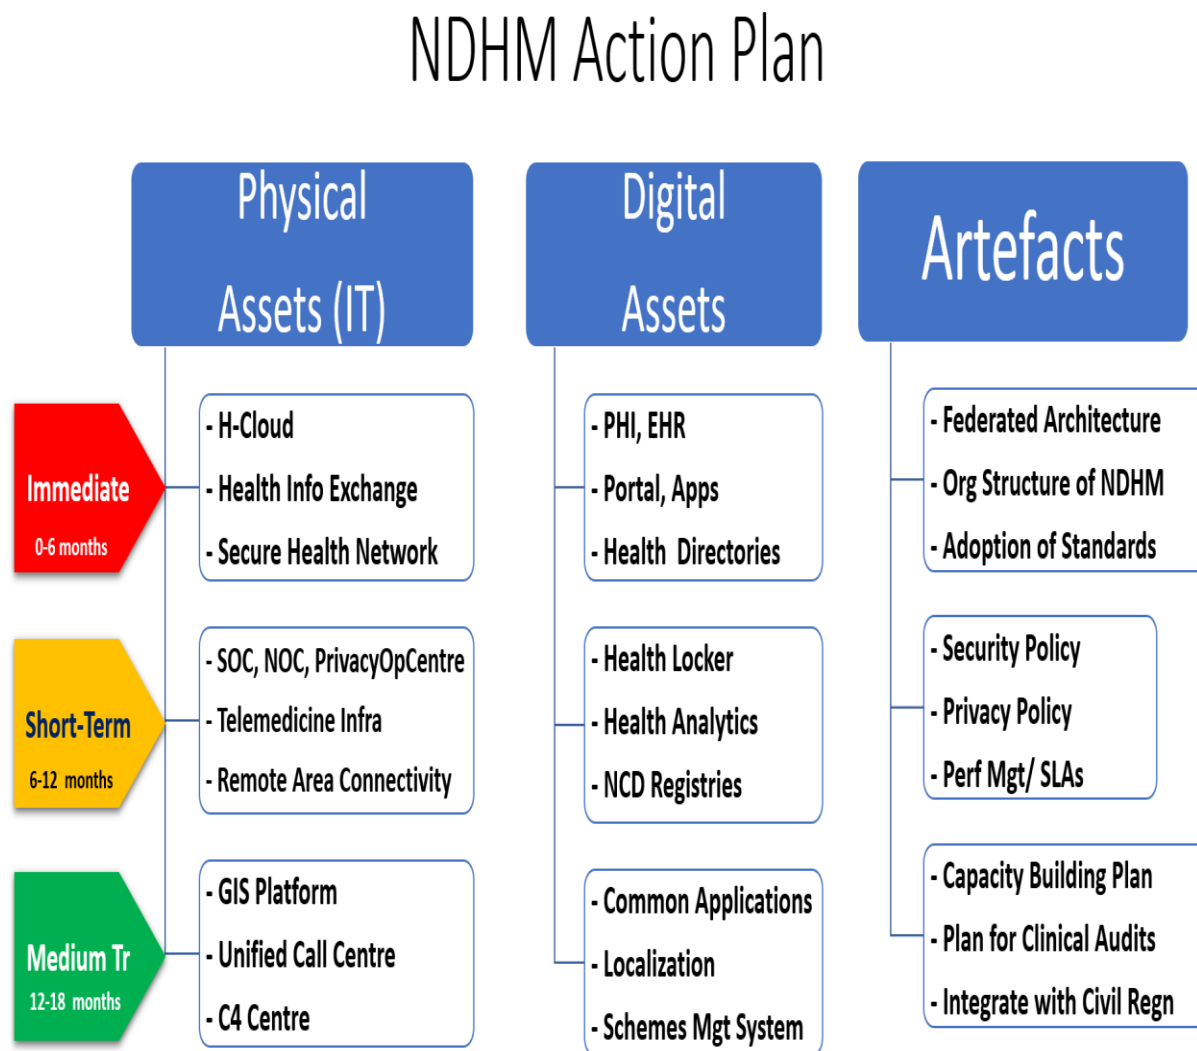 NDHM Action Plan
Physical
Assets (IT)
Digital
Assets
Artefacts
Immediate
0-6 months
- H-Cloud
- Health Info Exchange
- Secure Health Network
- PHI, EHR
- Portal, Apps
- Health Directories
- Federated Architecture
- Org Structure of NDHM
- Adoption of Standards
Short-Term
6-12 months
- SOC, NOC, PrivacyOpCentre
- Telemedicine Infra
- Remote Area Connectivity
- Health Locker
- Health Analytics
- NCD Registries
- Security Policy
- Privacy Policy
- Perf Mgt/ SLAs
Medium Tr
12-18 months
- GIS Platform
- Unified Call Centre
- C4 Centre
- Common Applications
- Localization
- Schemes Mgt System
- Capacity Building Plan
- Plan for Clinical Audits
- Integrate with Civil Regn